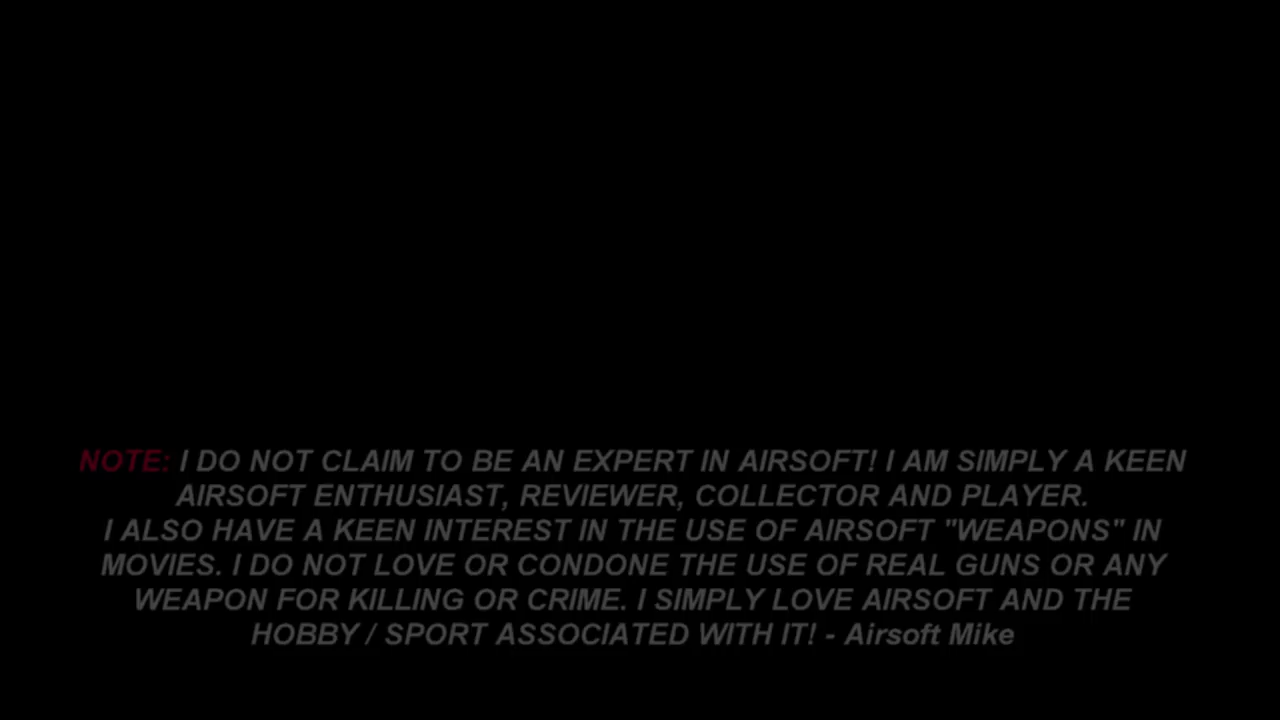 NOTE: I DO NOT CLAIM TO BE AN EXPERT IN AIRSOFT! I AM SIMPLY A KEEN
AIRSOFT ENTHUSIAST, REVIEWER, COLLECTOR AND PLAYER.
I ALSO HAVE A KEEN INTEREST IN THE USE OF AIRSOFT "WEAPONS" IN
MOVIES. I DO NOT LOVE OR CONDONE THE USE OF REAL GUNS OR ANY
WEAPON FOR KILLING OR CRIME. I SIMPLY LOVE AIRSOFT AND THE
HOBBY / SPORT ASSOCIATED WITH IT! - Airsoft Mike